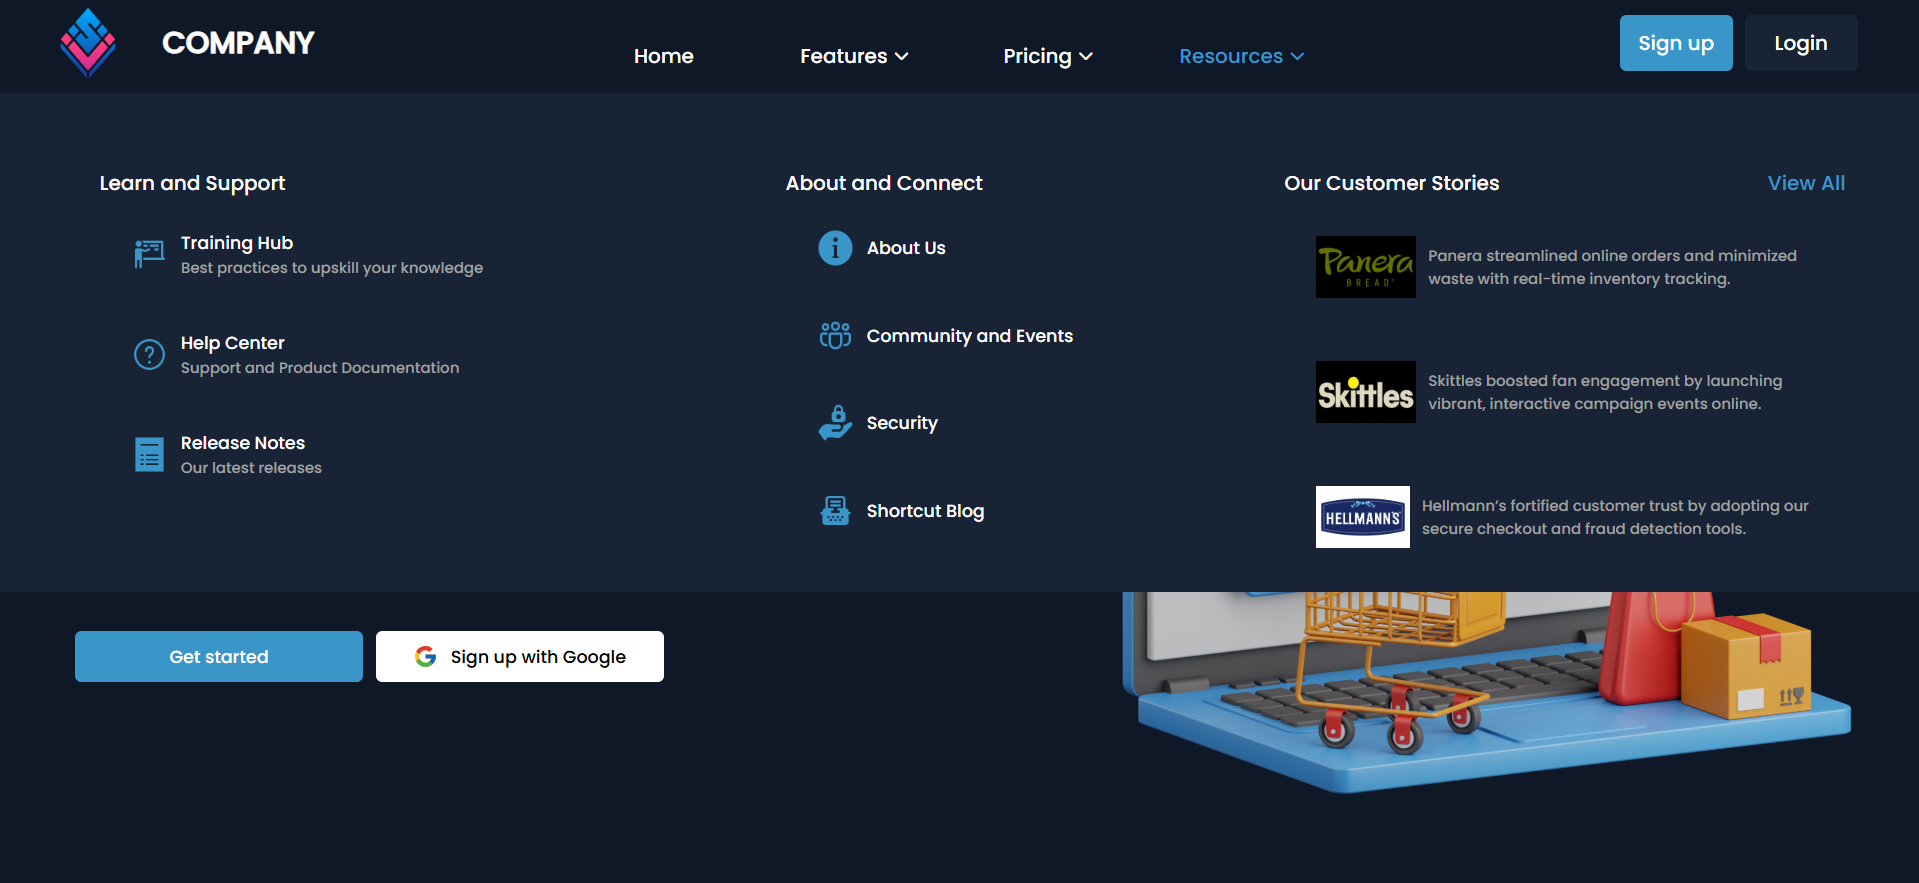 COMPANY
Home
Features
Pricing
Resources
Sign up
Login
Learn and Support
Training Hub
Best practices to upskill your knowledge
Help Center
Support and Product Documentation
Release Notes
Our latest releases
About and Connect
About Us
Community and Events
Security
Shortcut Blog
Our Customer Stories
View All
Panera
BREAD
Panera streamlined online orders and minimized
waste with real-time inventory tracking.
Skittles
Skittles boosted fan engagement by launching
vibrant, interactive campaign events online.
HELLMANN'S
Hellmann’s fortified customer trust by adopting our
secure checkout and fraud detection tools.
Get started
Sign up with Google